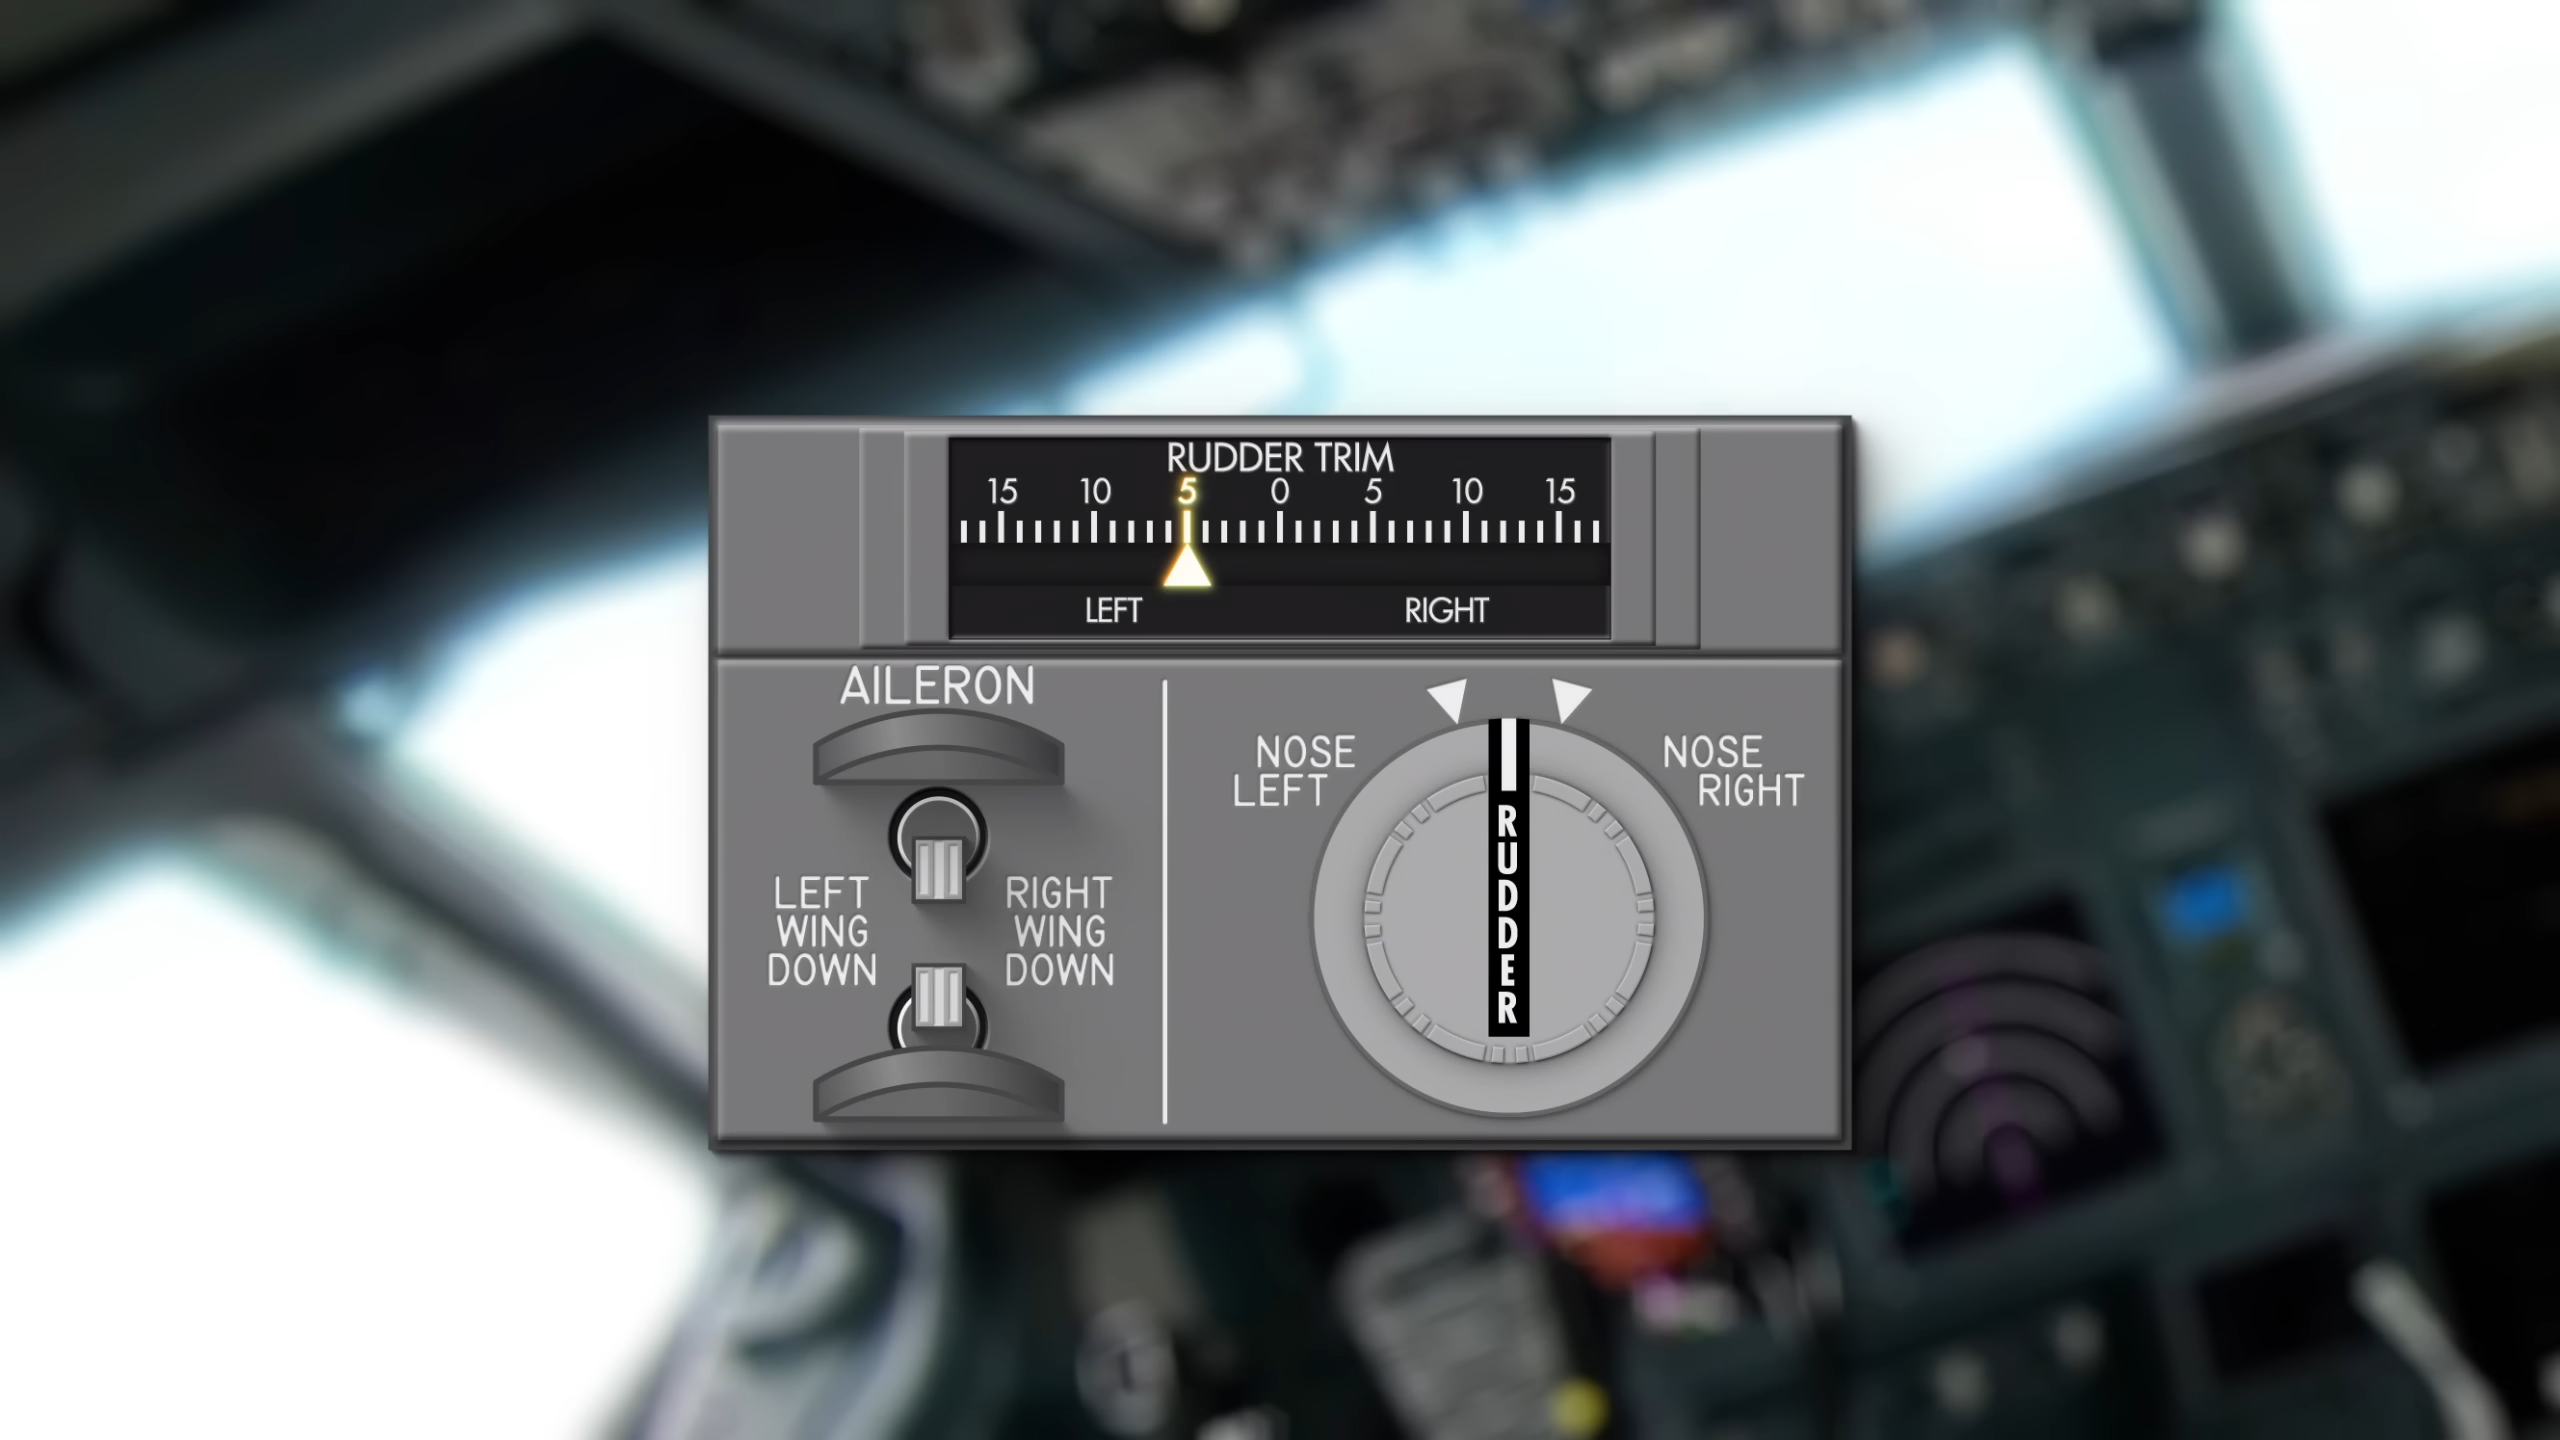 RUDDER TRIM
15 10 5 0 5 10 15
LEFT RIGHT
AILERON
LEFT
WING
DOWN
RIGHT
WING
DOWN
NOSE
LEFT
RUDDER
NOSE
RIGHT